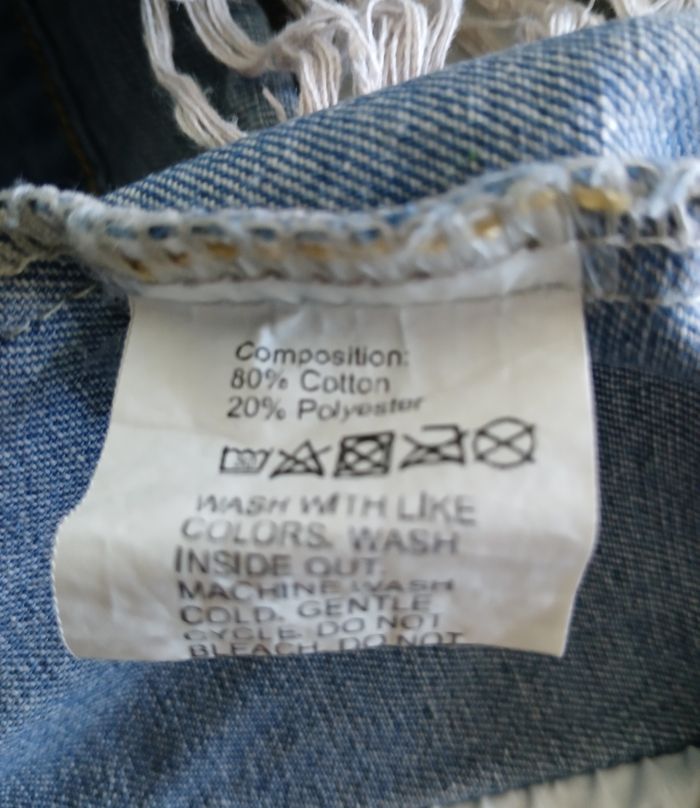 Composition:
80% Cotton
20% Polyester
WASH WITH LIKE
COLORS. WASH
INSIDE OUT.
MACHINE WASH
COLD. GENTLE
CYCLE. DO NOT
BLEACH. DO NOT